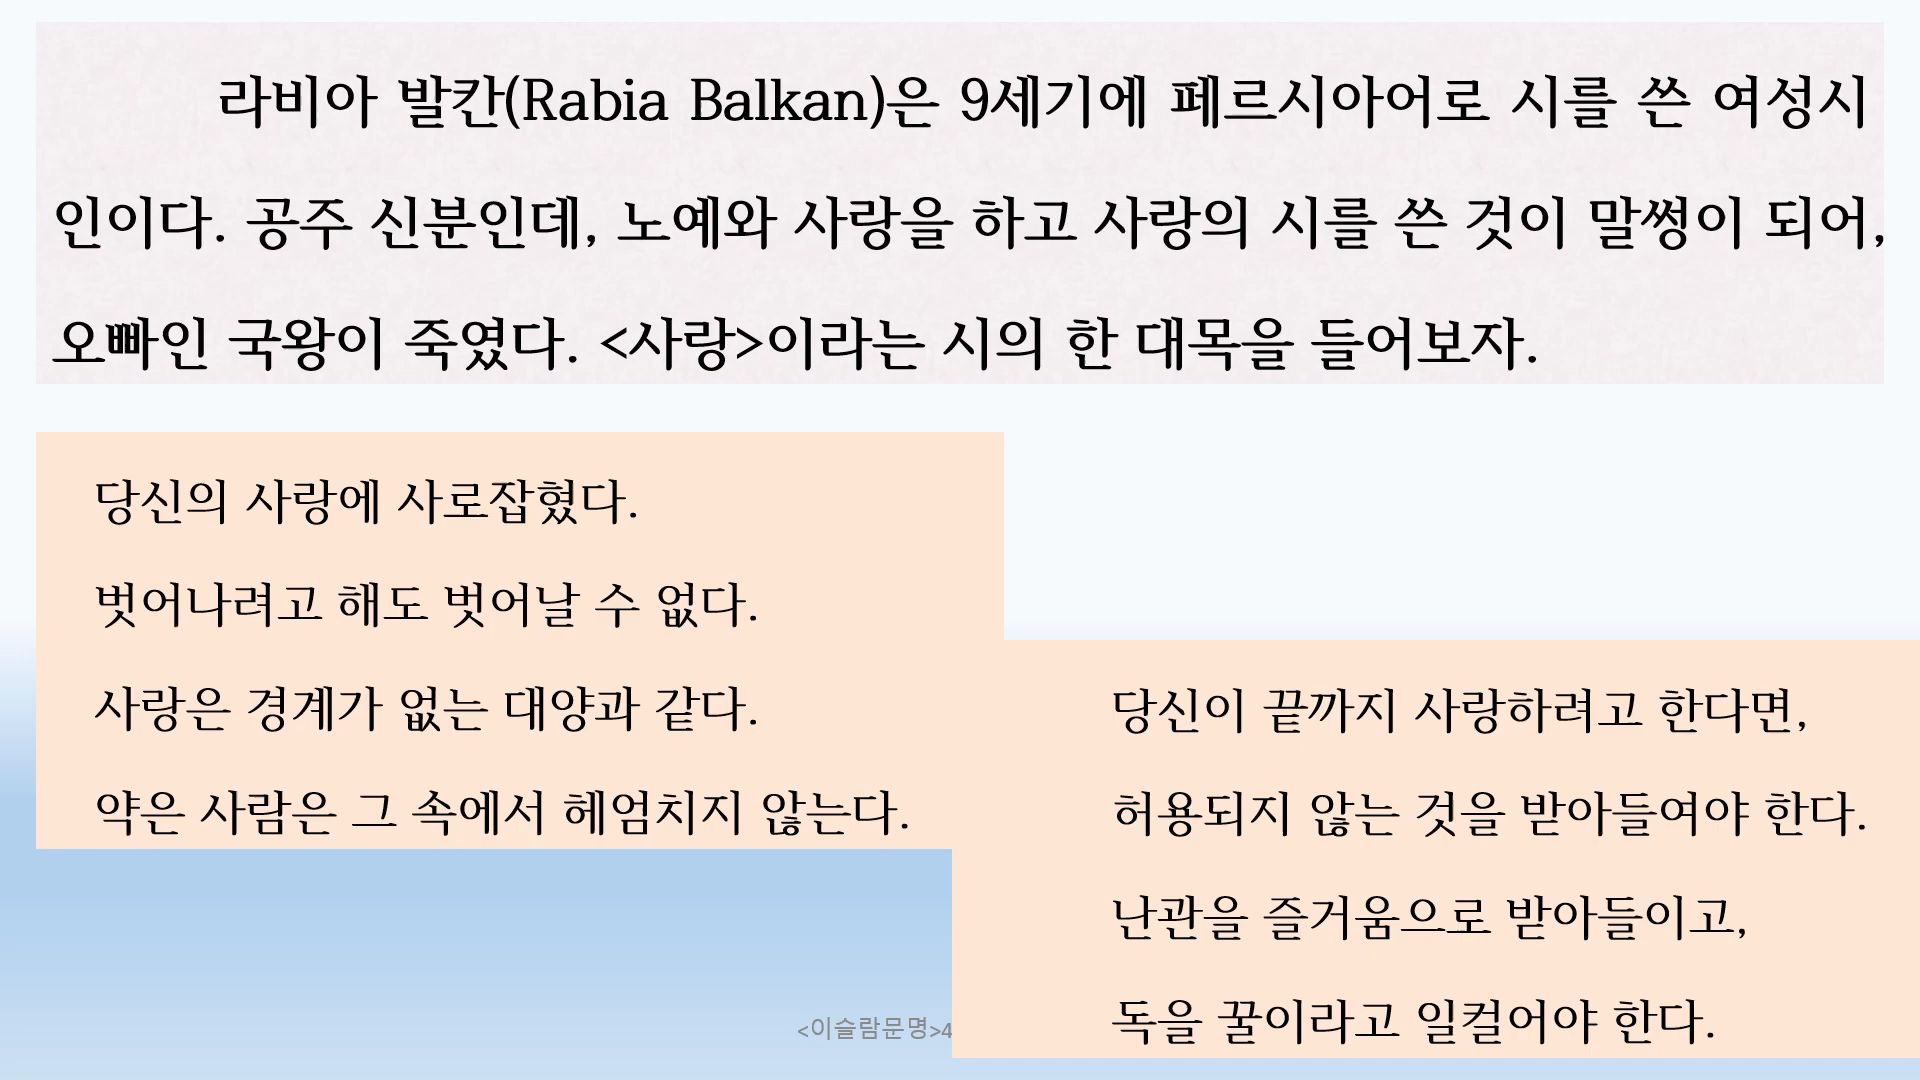 라비아 발칸(Rabia Balkan)은 9세기에 페르시아어로 시를 쓴 여성시
인이다. 공주 신분인데, 노예와 사랑을 하고 사랑의 시를 쓴 것이 말썽이 되어,
오빠인 국왕이 죽였다. <사랑>이라는 시의 한 대목을 들어보자.
당신의 사랑에 사로잡혔다.
벗어나려고 해도 벗어날 수 없다.
사랑은 경계가 없는 대양과 같다.
약은 사람은 그 속에서 헤엄치지 않는다.
당신이 끝까지 사랑하려고 한다면,
허용되지 않는 것을 받아들여야 한다.
난관을 즐거움으로 받아들이고,
독을 꿀이라고 일컬어야 한다.
<이슬람문명>4